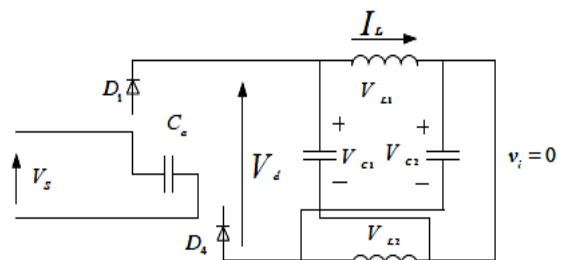 I_L
D_1
V_L1
C_a
+ +
V_S
V_d
V_C1
V_C2
v_i = 0
− −
D_4
V_L2